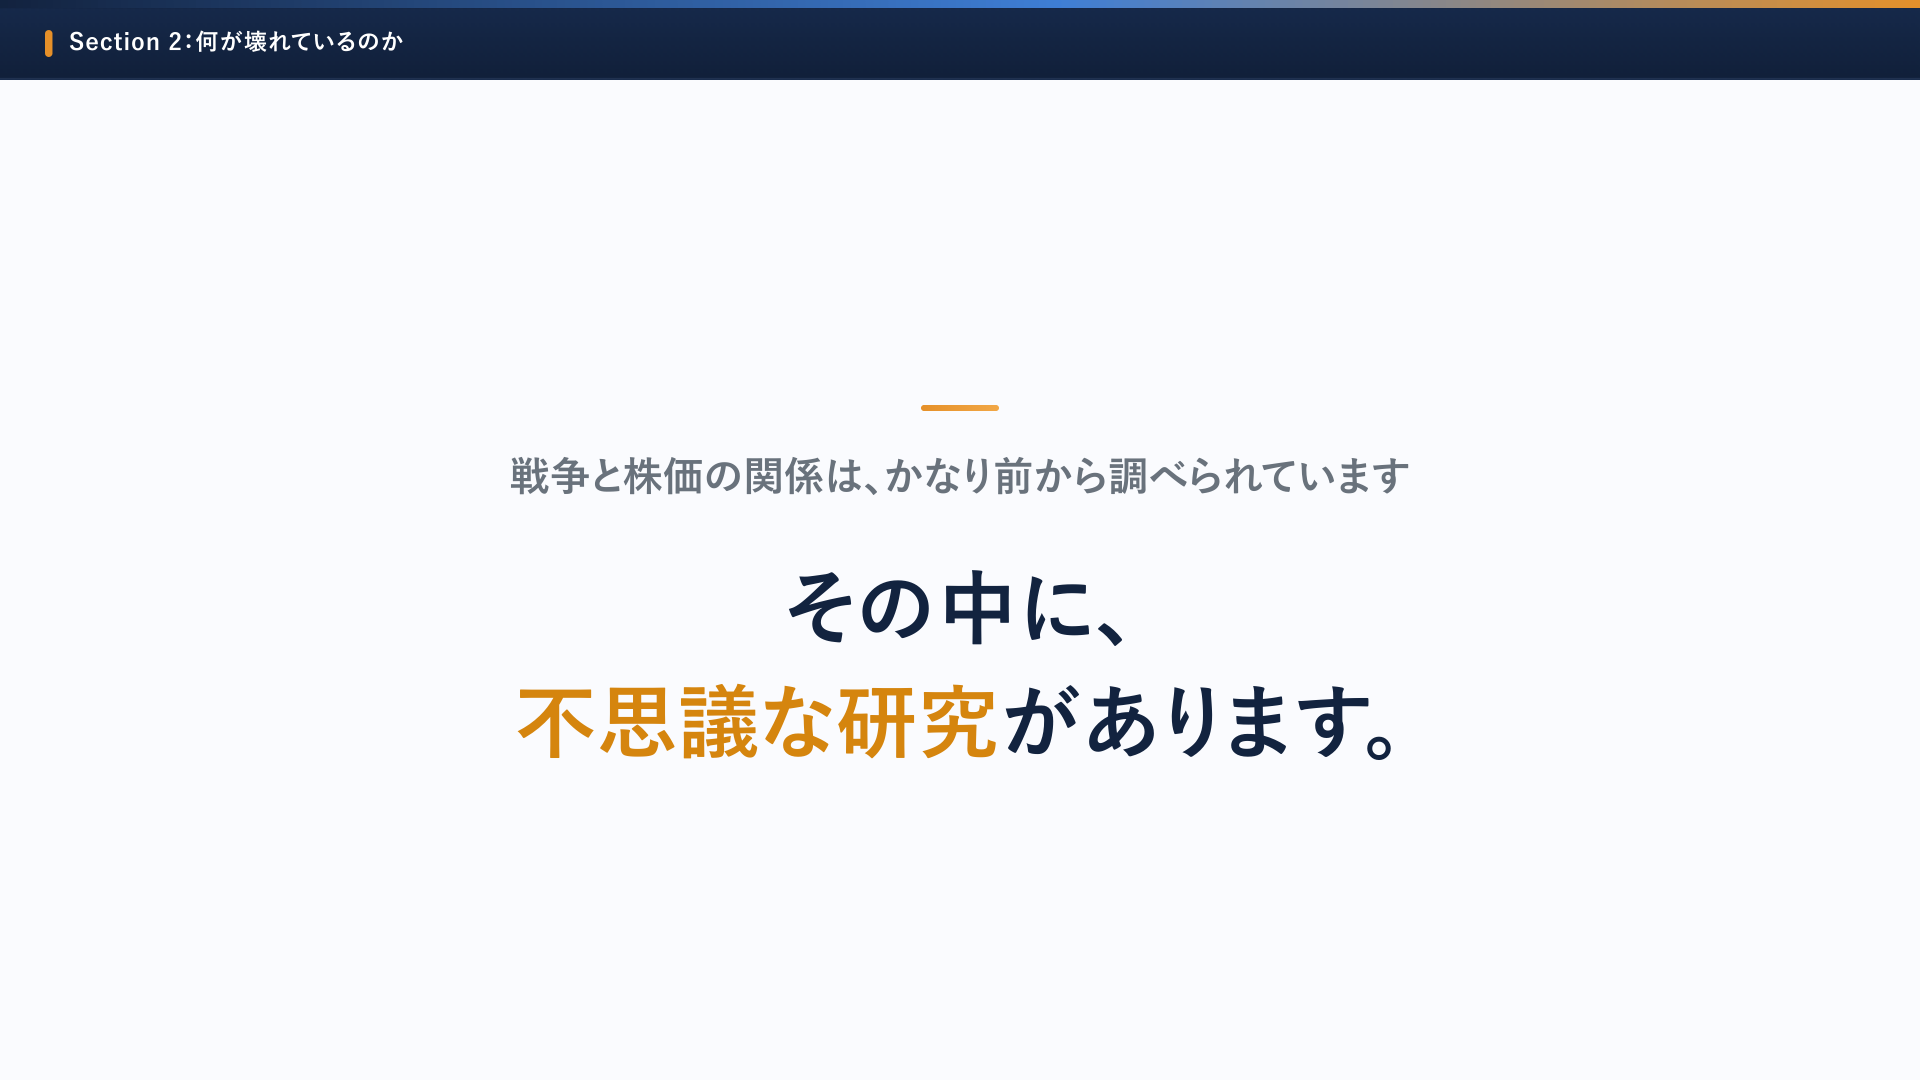 Section 2：何が壊れているのか
戦争と株価の関係は、かなり前から調べられています
その中に、
不思議な研究があります。